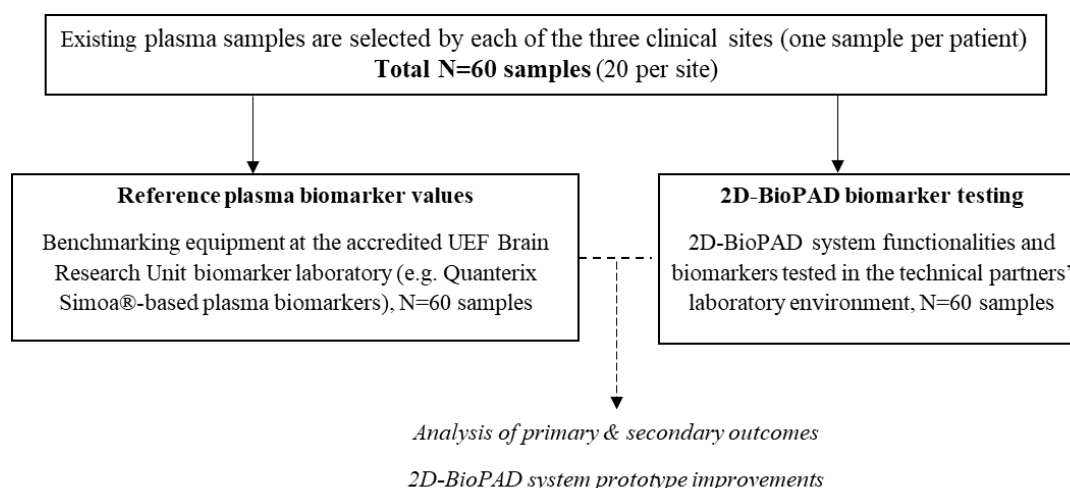 Existing plasma samples are selected by each of the three clinical sites (one sample per patient)
Total N=60 samples (20 per site)
Reference plasma biomarker values
Benchmarking equipment at the accredited UEF Brain
Research Unit biomarker laboratory (e.g. Quanterix
Simoa®-based plasma biomarkers), N=60 samples
2D-BioPAD biomarker testing
2D-BioPAD system functionalities and
biomarkers tested in the technical partners’
laboratory environment, N=60 samples
Analysis of primary & secondary outcomes
2D-BioPAD system prototype improvements